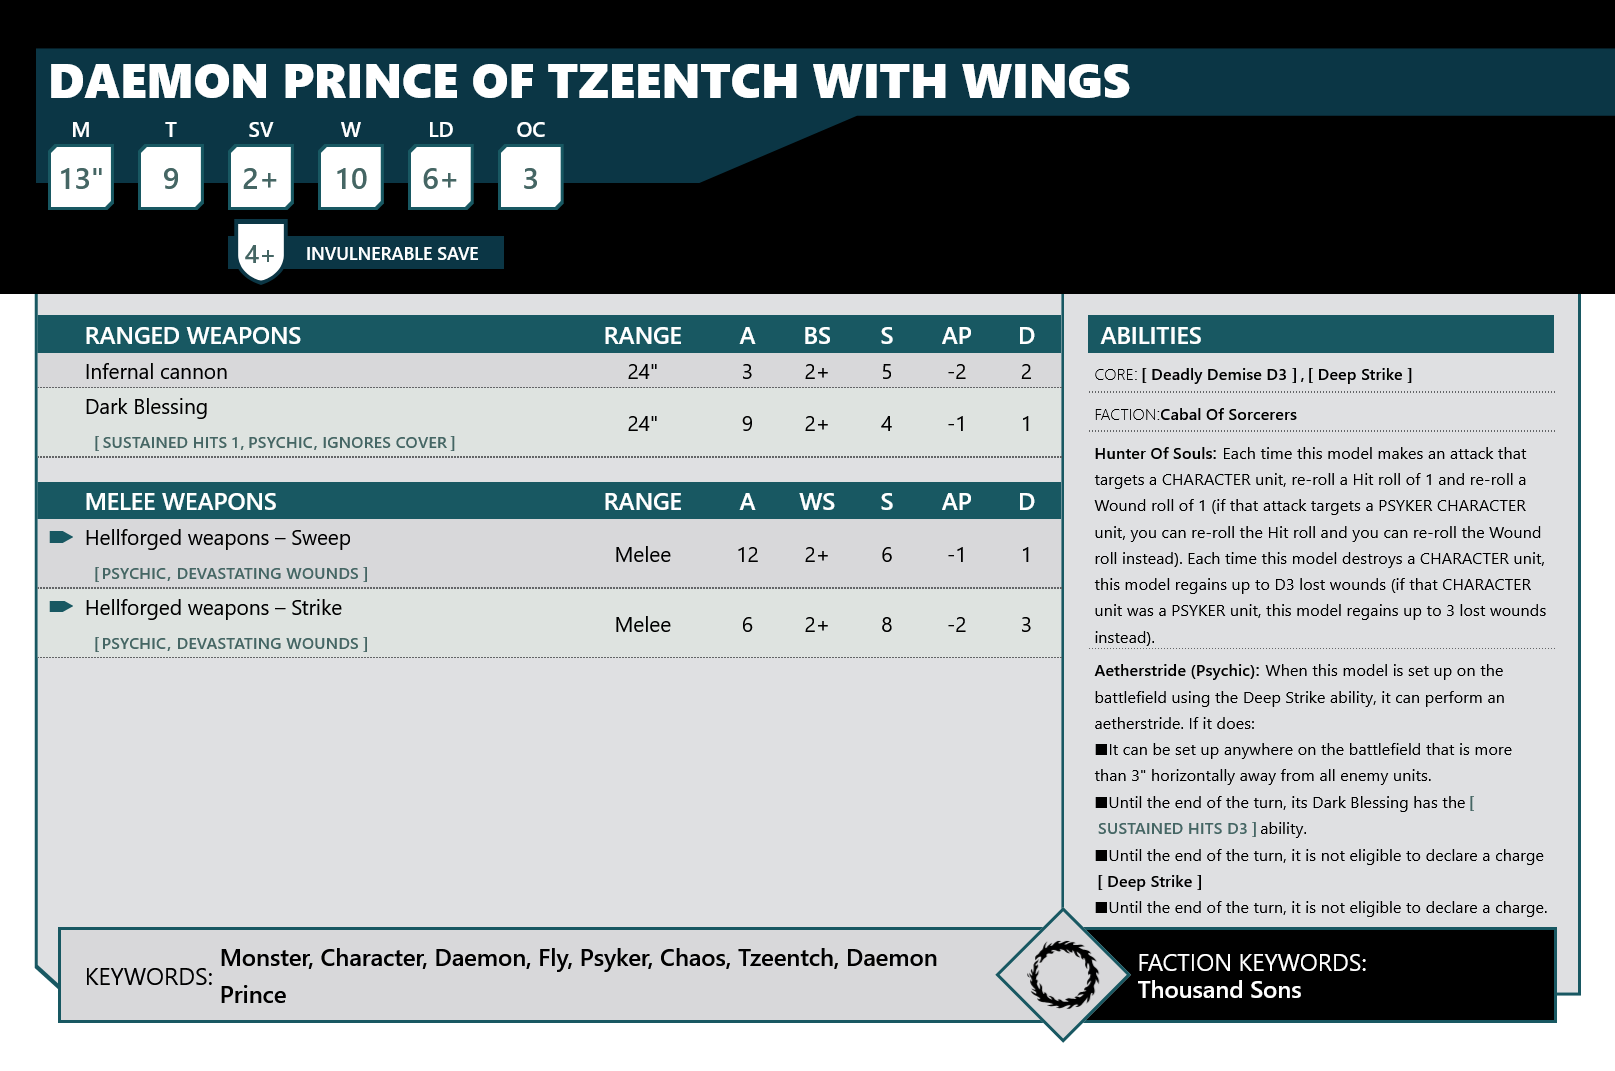 DAEMON PRINCE OF TZEENTCH WITH WINGS
M T SV W LD OC
13" 9 2+ 10 6+ 3
4+ INVULNERABLE SAVE
RANGED WEAPONS RANGE A BS S AP D
Infernal cannon 24" 3 2+ 5 -2 2
Dark Blessing 24" 9 2+ 4 -1 1
[ SUSTAINED HITS 1, PSYCHIC, IGNORES COVER ]
MELEE WEAPONS RANGE A WS S AP D
Hellforged weapons – Sweep Melee 12 2+ 6 -1 1
[ PSYCHIC, DEVASTATING WOUNDS ]
Hellforged weapons – Strike Melee 6 2+ 8 -2 3
[ PSYCHIC, DEVASTATING WOUNDS ]
ABILITIES
CORE: [ Deadly Demise D3 ] , [ Deep Strike ]
FACTION:Cabal Of Sorcerers
Hunter Of Souls: Each time this model makes an attack that
targets a CHARACTER unit, re-roll a Hit roll of 1 and re-roll a
Wound roll of 1 (if that attack targets a PSYKER CHARACTER
unit, you can re-roll the Hit roll and you can re-roll the Wound
roll instead). Each time this model destroys a CHARACTER unit,
this model regains up to D3 lost wounds (if that CHARACTER
unit was a PSYKER unit, this model regains up to 3 lost wounds
instead).
Aetherstride (Psychic): When this model is set up on the
battlefield using the Deep Strike ability, it can perform an
aetherstride. If it does:
■It can be set up anywhere on the battlefield that is more
than 3" horizontally away from all enemy units.
■Until the end of the turn, its Dark Blessing has the [
SUSTAINED HITS D3 ] ability.
■Until the end of the turn, it is not eligible to declare a charge
[ Deep Strike ]
■Until the end of the turn, it is not eligible to declare a charge.
KEYWORDS: Monster, Character, Daemon, Fly, Psyker, Chaos, Tzeentch, Daemon
Prince
FACTION KEYWORDS:
Thousand Sons